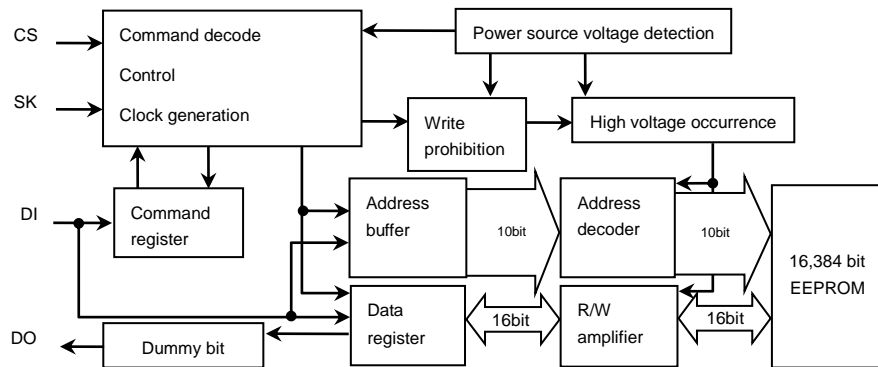 CS
SK
DI
DO
Command decode
Control
Clock generation
Power source voltage detection
Write
prohibition
High voltage occurrence
Command
register
Address
buffer
10bit
Address
decoder
10bit
16,384 bit
EEPROM
Data
register
16bit
R/W
amplifier
16bit
Dummy bit